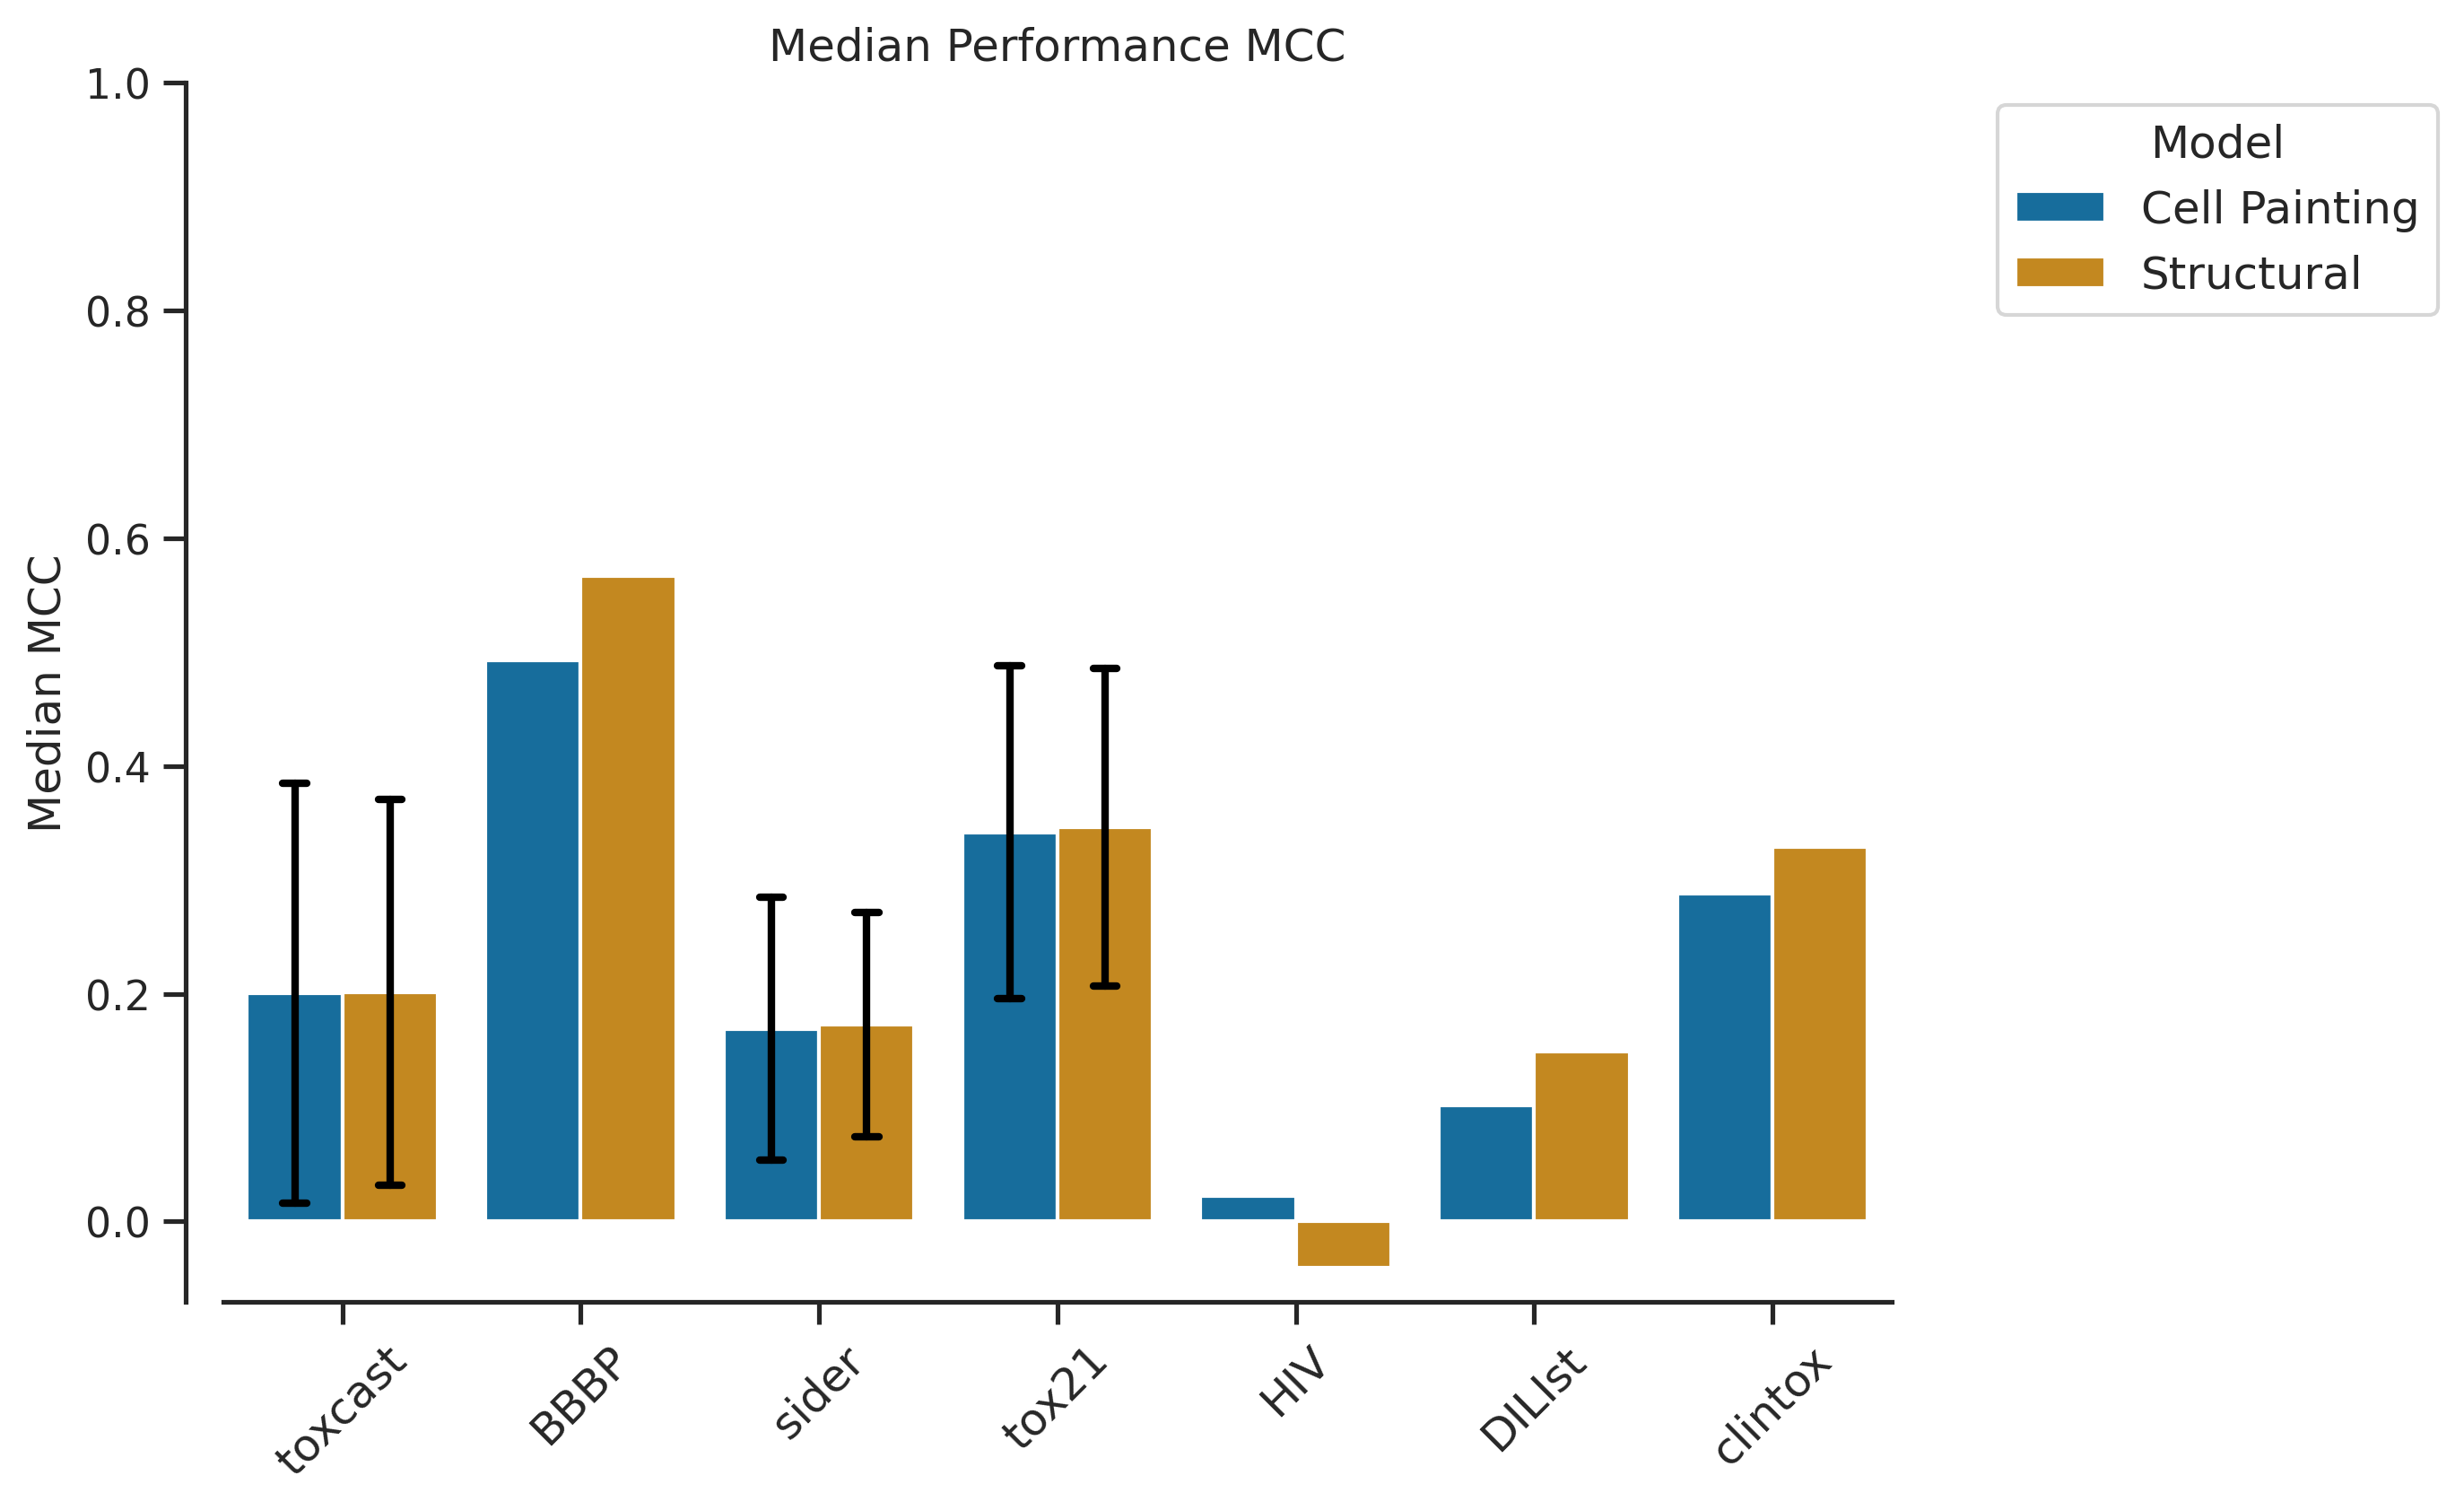 Median Performance MCC
1.0
0.8
0.6
0.4
0.2
0.0
Median MCC
toxcast
BBBP
sider
tox21
HIV
DILIst
clintox
Model
Cell Painting
Structural